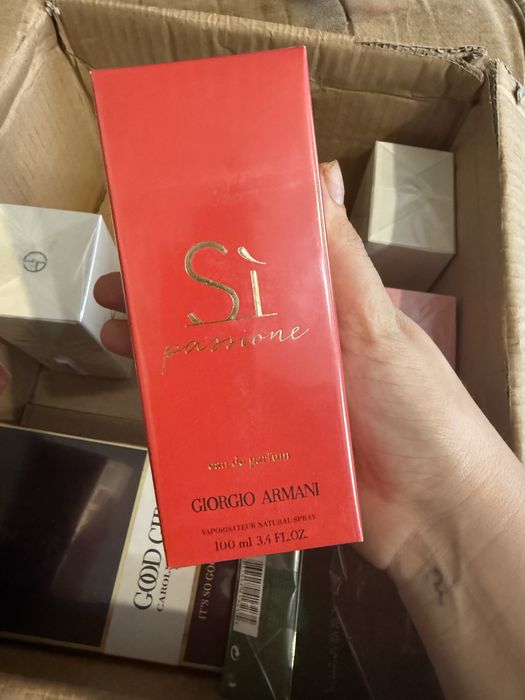 Sì
passione
eau de parfum
GIORGIO ARMANI
VAPORISATEUR NATURAL SPRAY
100 ml 3.4 FL.OZ.
GOOD
CAROL
IT'S SO GO